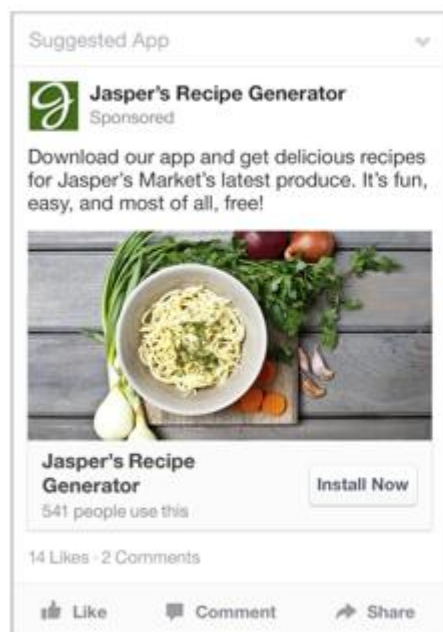 Suggested App
Jasper's Recipe Generator
Sponsored
Download our app and get delicious recipes
for Jasper's Market's latest produce. It's fun,
easy, and most of all, free!
Jasper's Recipe
Generator
541 people use this
Install Now
14 Likes · 2 Comments
Like Comment Share